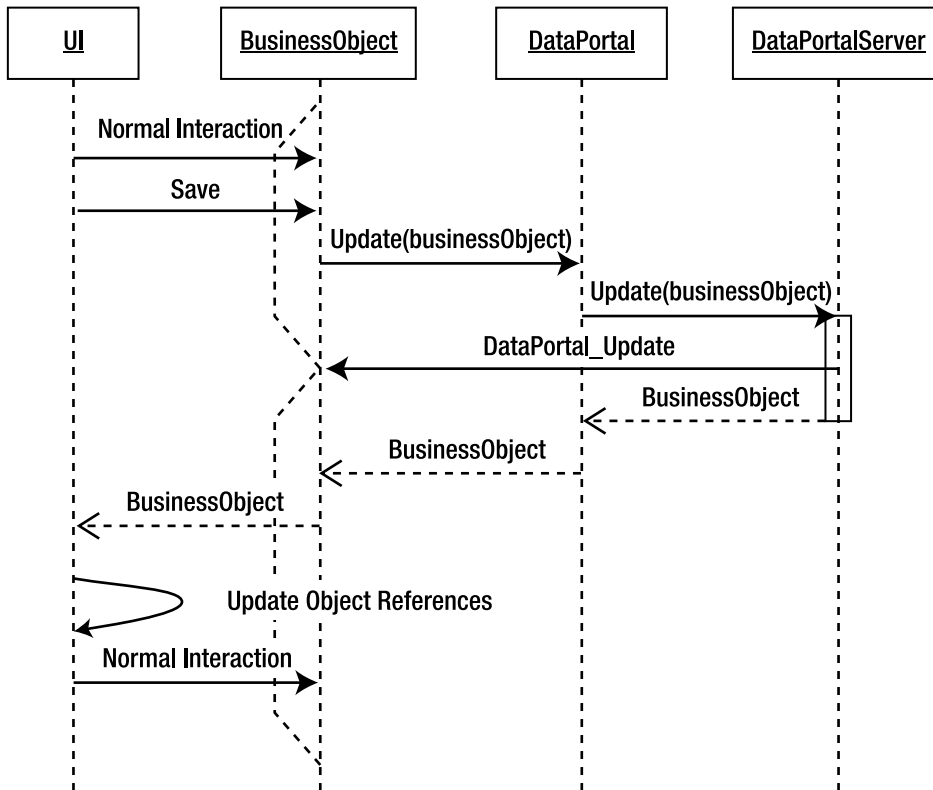 UI
BusinessObject
DataPortal
DataPortalServer
Normal Interaction
Save
Update(businessObject)
Update(businessObject)
DataPortal_Update
BusinessObject
BusinessObject
BusinessObject
Update Object References
Normal Interaction